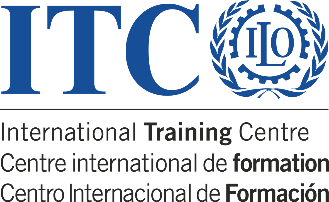 ITC ILO
International Training Centre
Centre international de formation
Centro Internacional de Formación